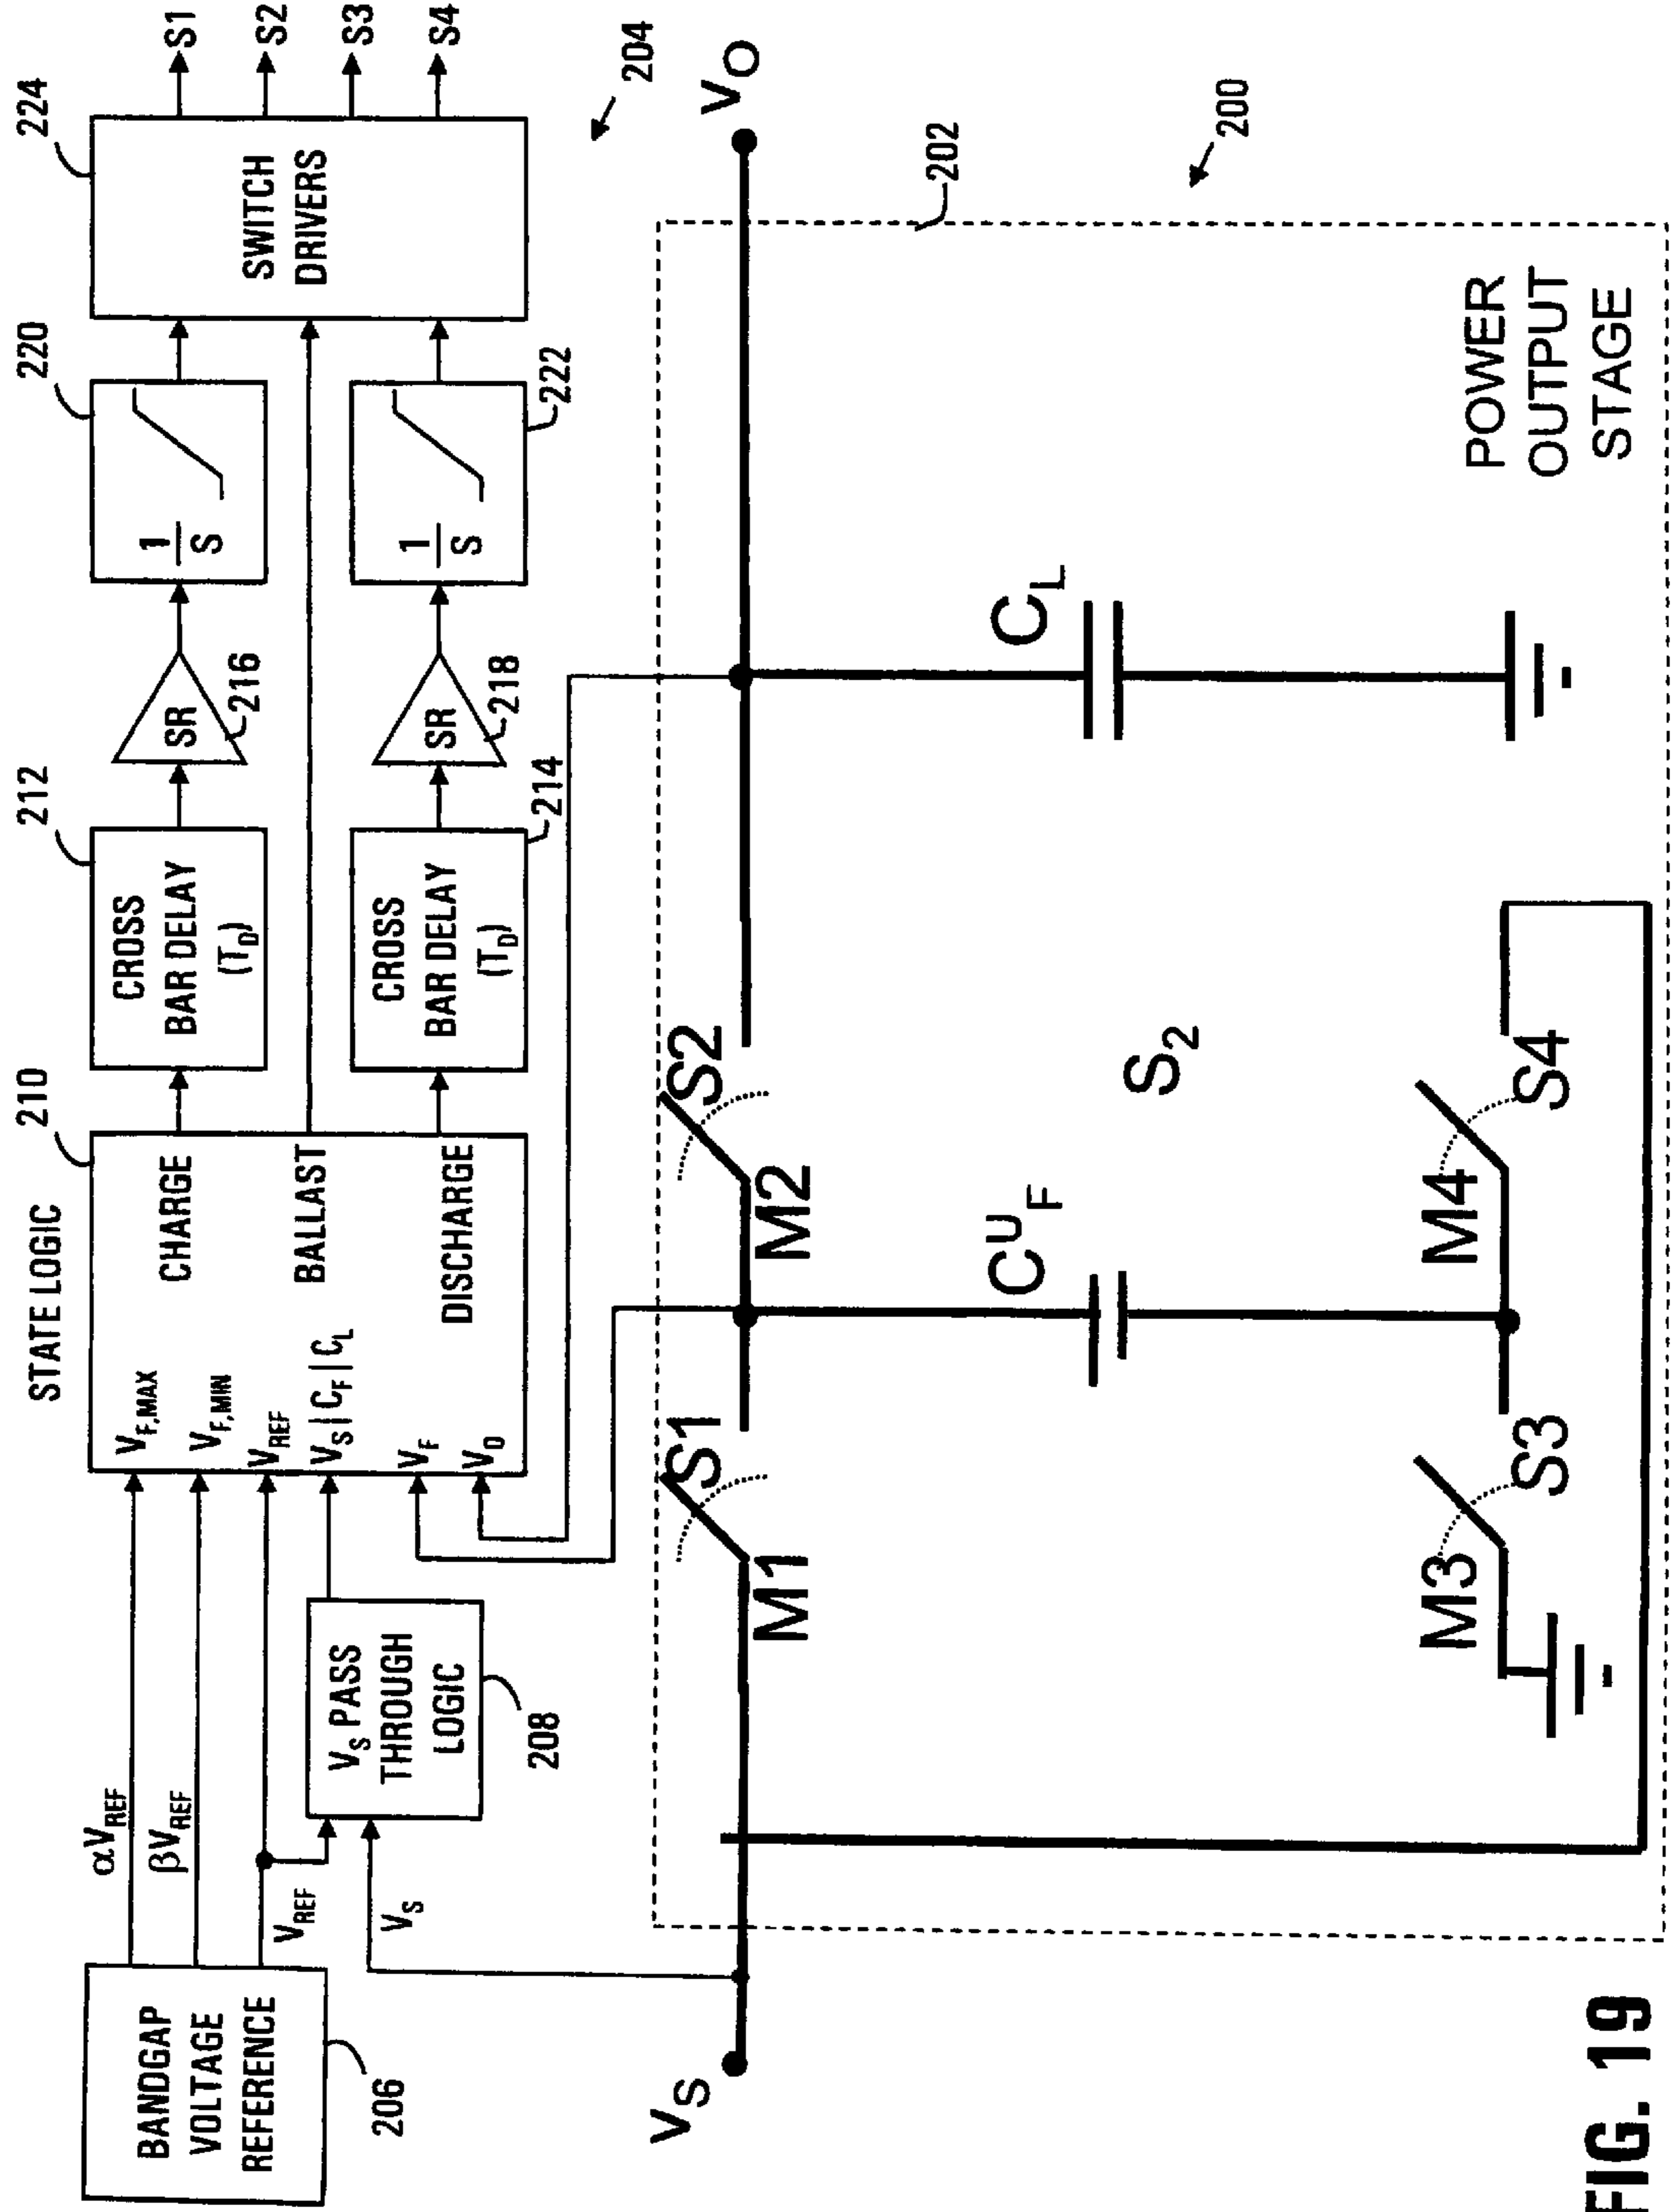 BANDGAP
VOLTAGE
REFERENCE
206
αV_REF
βV_REF
V_REF
V_S
V_S PASS
THROUGH
LOGIC
208
STATE LOGIC
210
V_F,MAX
V_F,MIN
V_REF
V_S | C_F | C_L
V_F
V_O
CHARGE
BALLAST
DISCHARGE
212
CROSS
BAR DELAY
(T_D)
CROSS
BAR DELAY
(T_D)
214
SR
216
SR
218
220
1
S
1
S
222
224
SWITCH
DRIVERS
S1
S2
S3
S4
204
V_S
M1
S1
M2
S2
V_O
202
C^U_F
S_2
C_L
200
M3
S3
M4
S4
POWER
OUTPUT
STAGE
FIG. 19